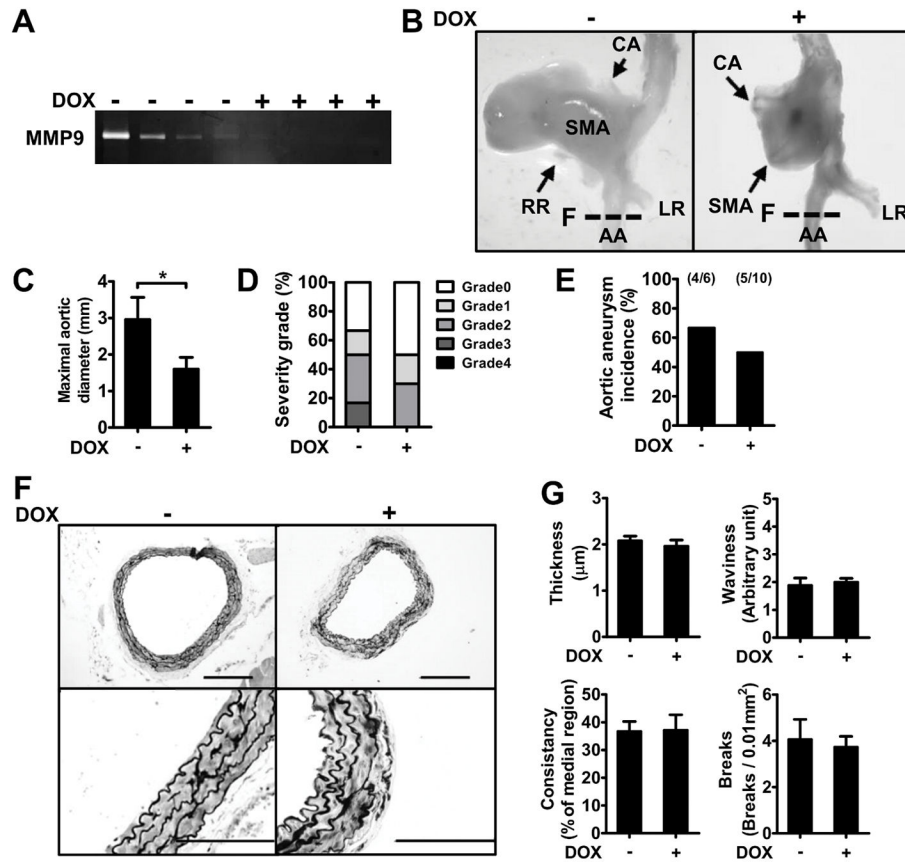 A
DOX - - - - + + + +
MMP9
B
DOX - +
CA
SMA
RR
F
LR
AA
CA
SMA
F
LR
AA
C
Maximal aortic
diameter (mm)
4
3
2
1
0
*
DOX - +
D
Severity grade (%)
100
80
60
40
20
0
DOX - +
Grade0
Grade1
Grade2
Grade3
Grade4
E
Aortic aneurysm
incidence (%)
100
80
60
40
20
0
(4/6) (5/10)
DOX - +
F
DOX - +
G
Thickness
(μm)
3
2
1
0
DOX - +
Waviness
(Arbitrary unit)
5
4
3
2
1
0
DOX - +
Consistancy
(% of medial region)
50
40
30
20
10
0
DOX - +
Breaks
(Breaks / 0.01mm²)
6
4
2
0
DOX - +